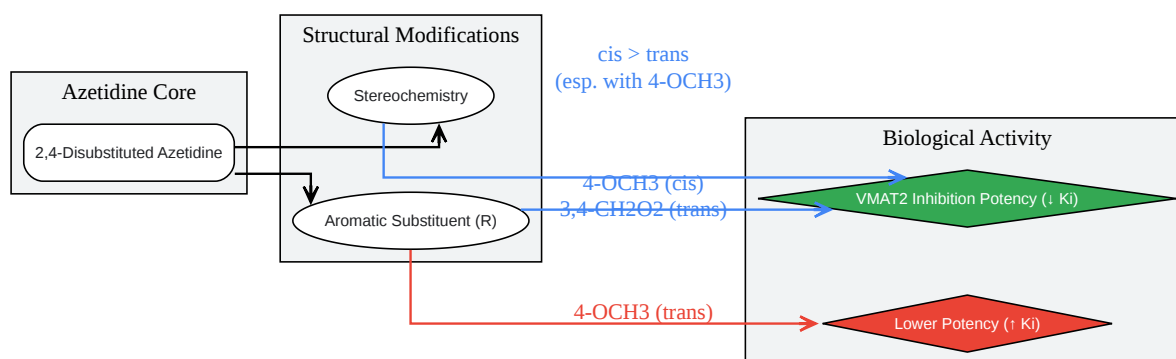 Structural Modifications
cis > trans
(esp. with 4-OCH3)
Azetidine Core
Stereochemistry
2,4-Disubstituted Azetidine
Biological Activity
4-OCH3 (cis)
VMAT2 Inhibition Potency (↓ Ki)
3,4-CH2O2 (trans)
Aromatic Substituent (R)
4-OCH3 (trans)
Lower Potency (↑ Ki)